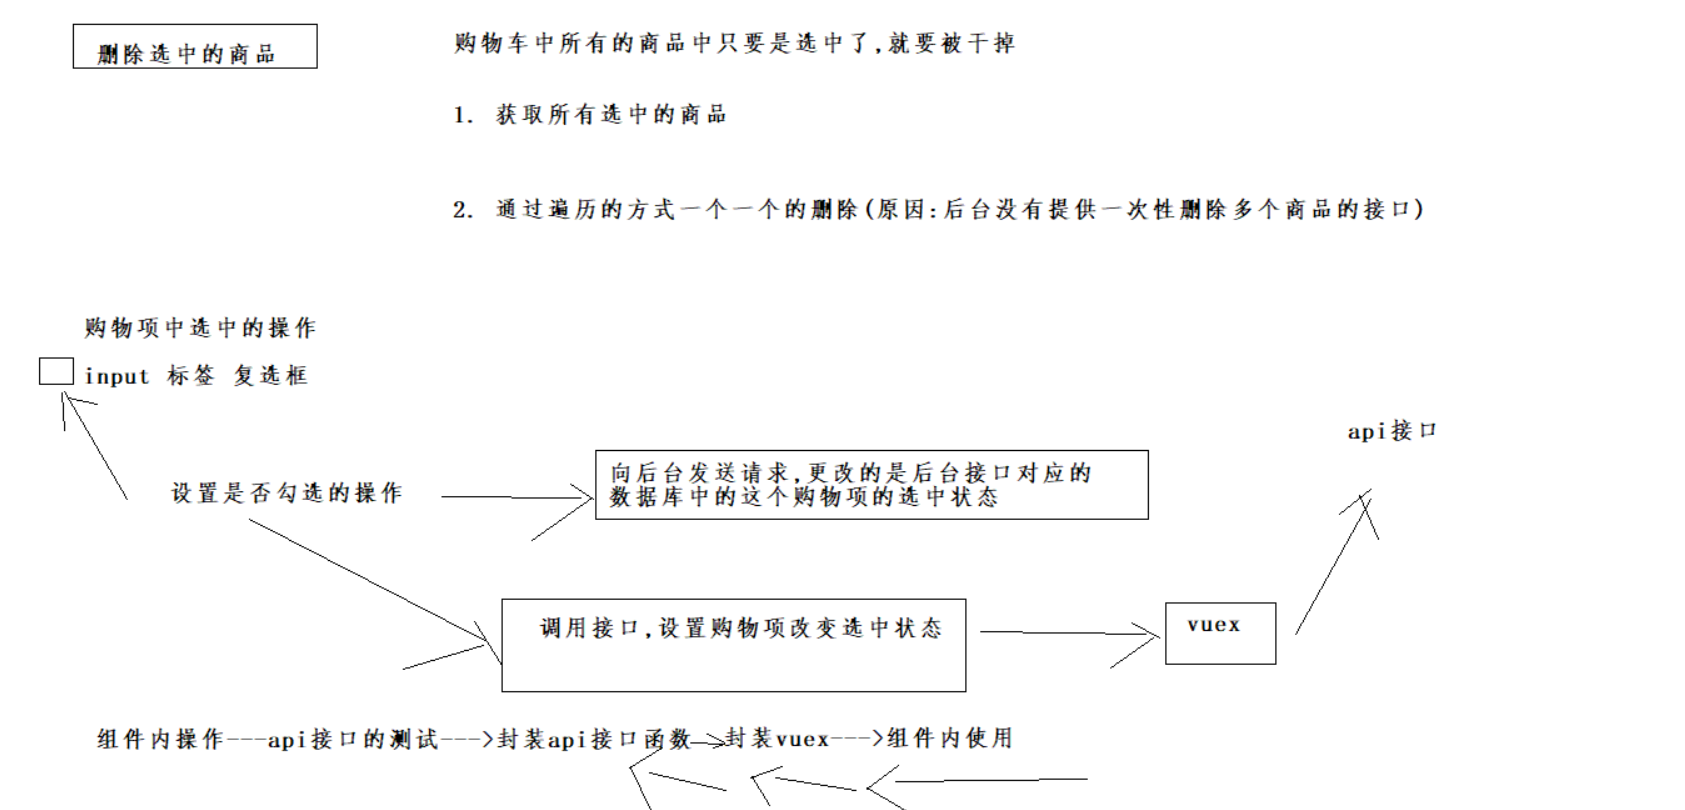 删除选中的商品
购物车中所有的商品中只要是选中了,就要被干掉
1. 获取所有选中的商品
2. 通过遍历的方式一个一个的删除(原因:后台没有提供一次性删除多个商品的接口)
购物项中选中的操作
input 标签 复选框
api接口
设置是否勾选的操作
向后台发送请求,更改的是后台接口对应的
数据库中的这个购物项的选中状态
调用接口,设置购物项改变选中状态
vuex
组件内操作---api接口的测试--->封装api接口函数-->封装vuex--->组件内使用